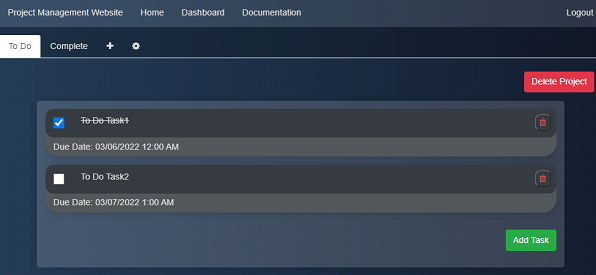 Project Management Website Home Dashboard Documentation Logout
To Do Complete
Delete Project
To Do Task1
Due Date: 03/06/2022 12:00 AM
To Do Task2
Due Date: 03/07/2022 1:00 AM
Add Task